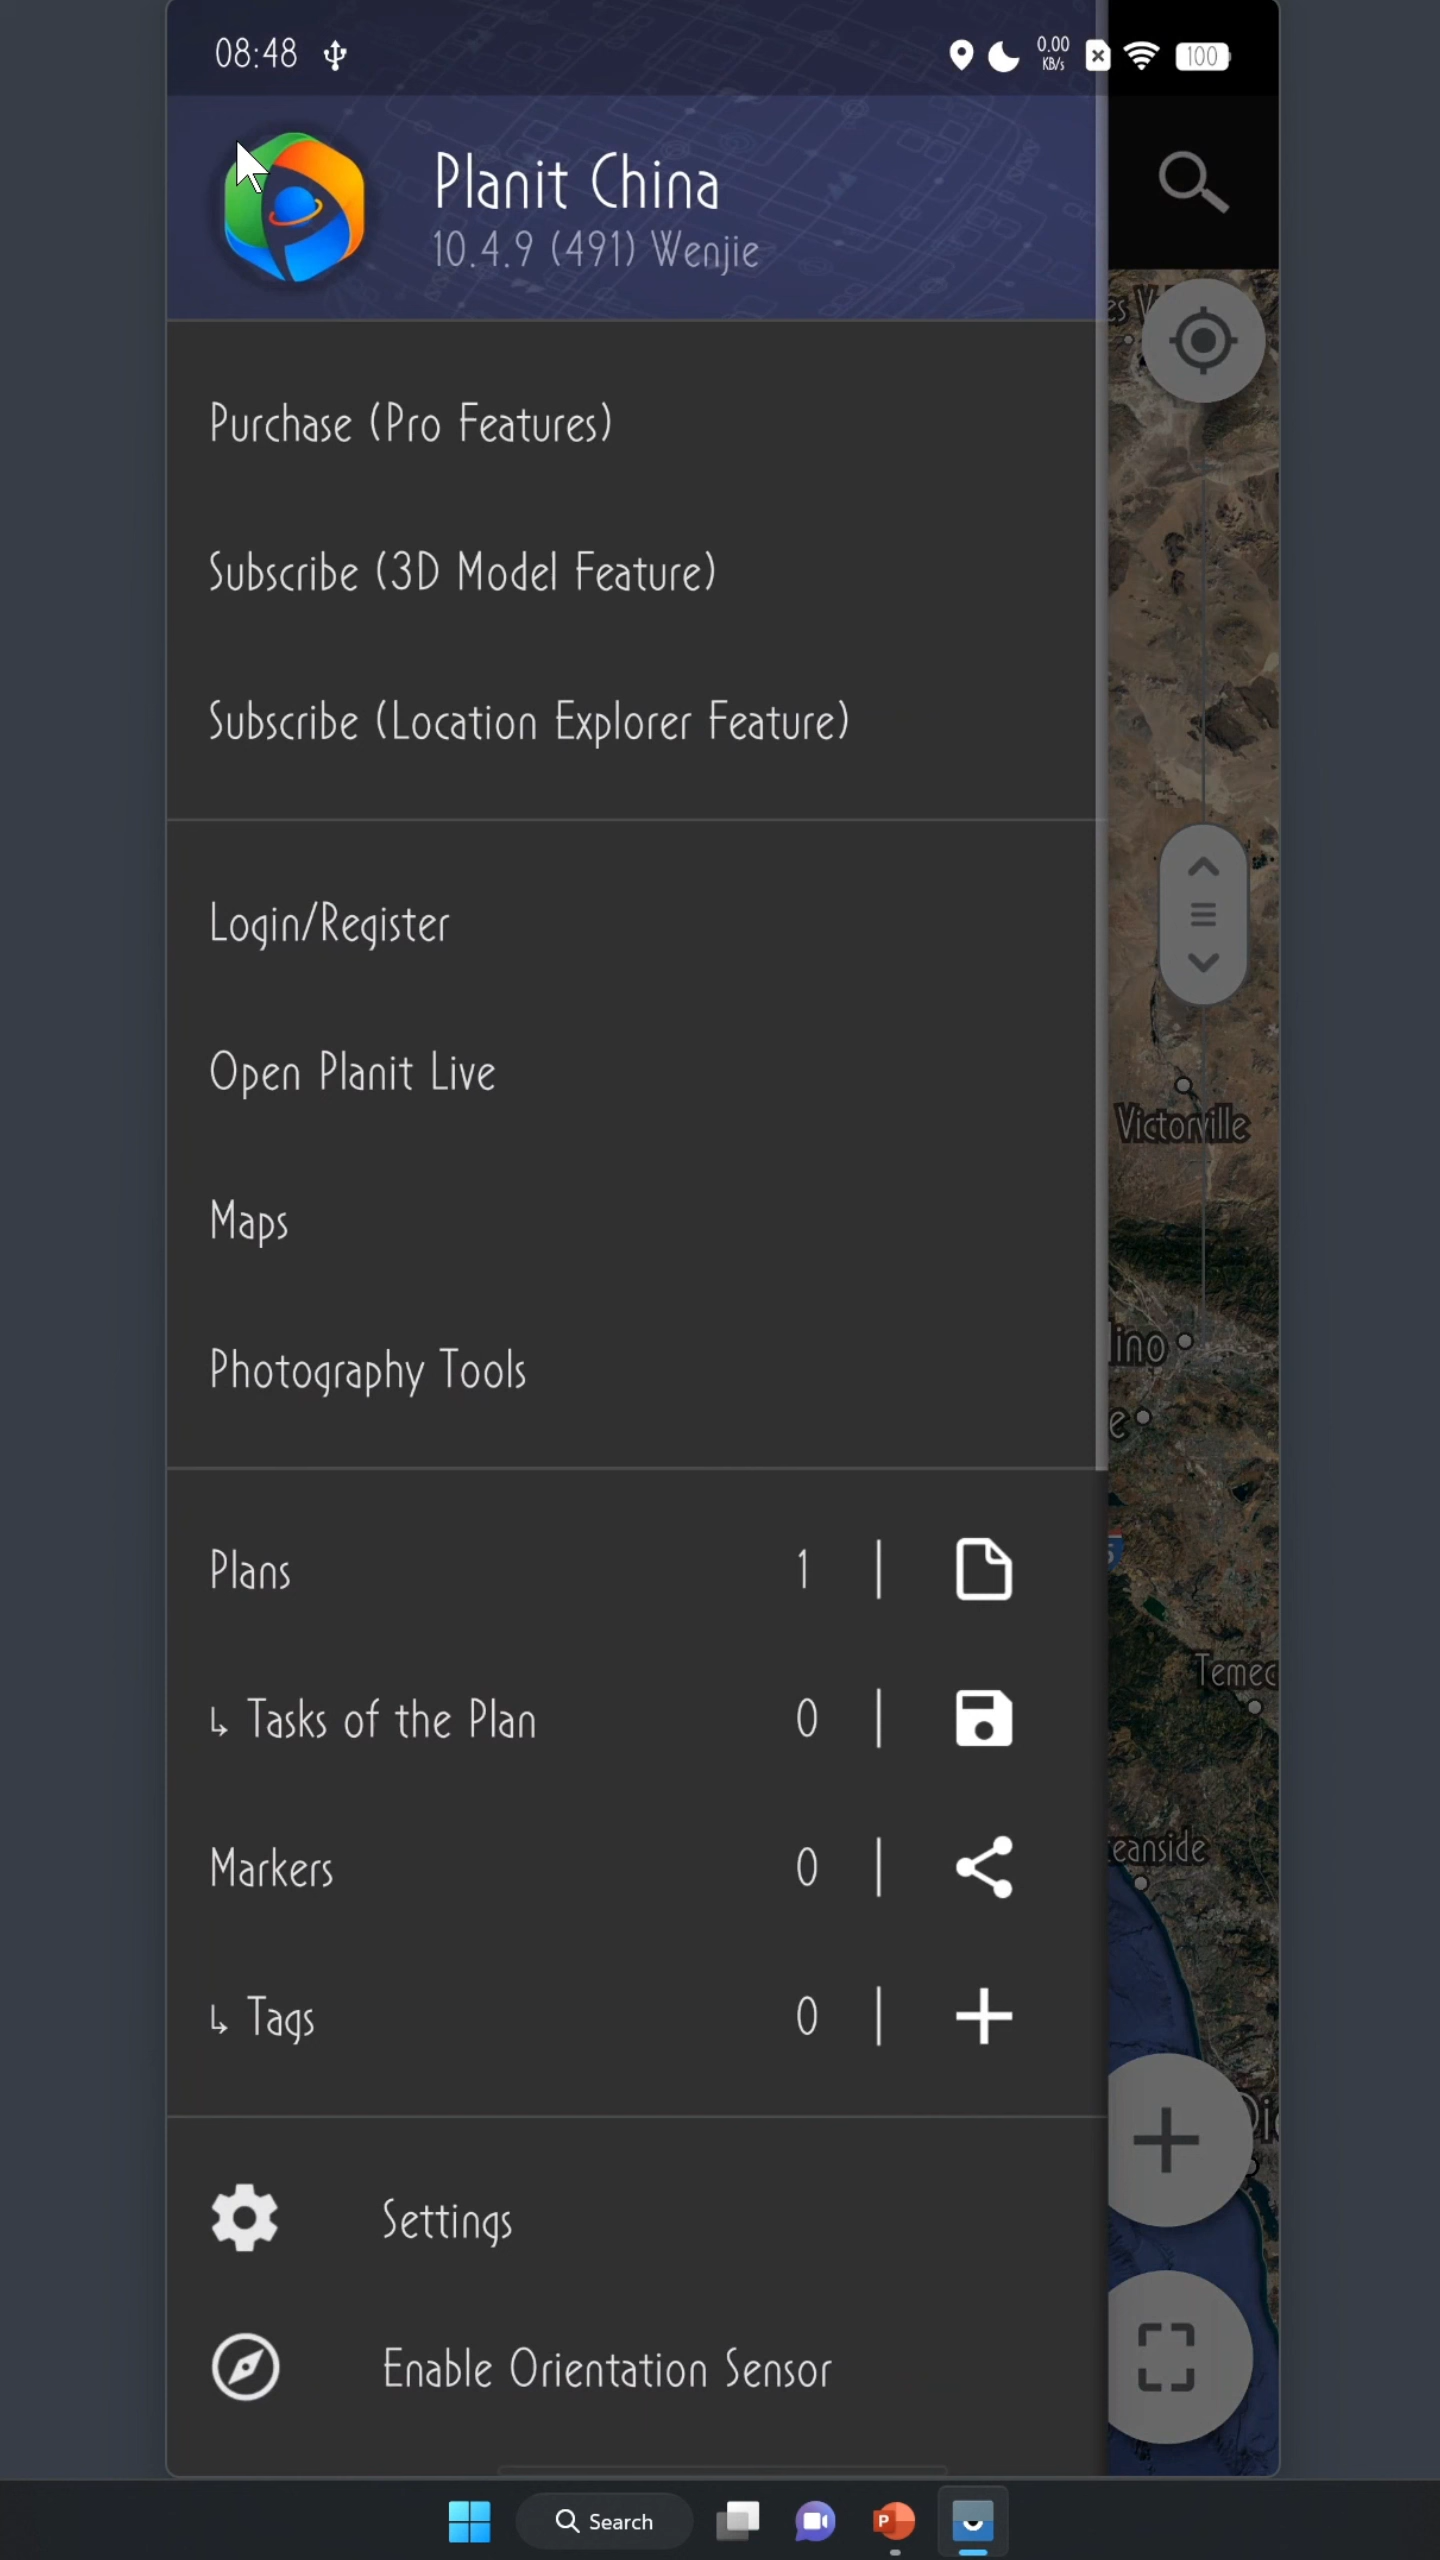 08:48
0.00
KB/s
100
Planit China
10.4.9 (491) Wenjie
Purchase (Pro Features)
Subscribe (3D Model Feature)
Subscribe (Location Explorer Feature)
Login/Register
Open Planit Live
Victorville
Maps
lino
e
Photography Tools
Plans 1 |
5
Temec
↳ Tasks of the Plan 0 |
eanside
Markers 0 |
↳ Tags 0 |
Settings
Enable Orientation Sensor
Search
P